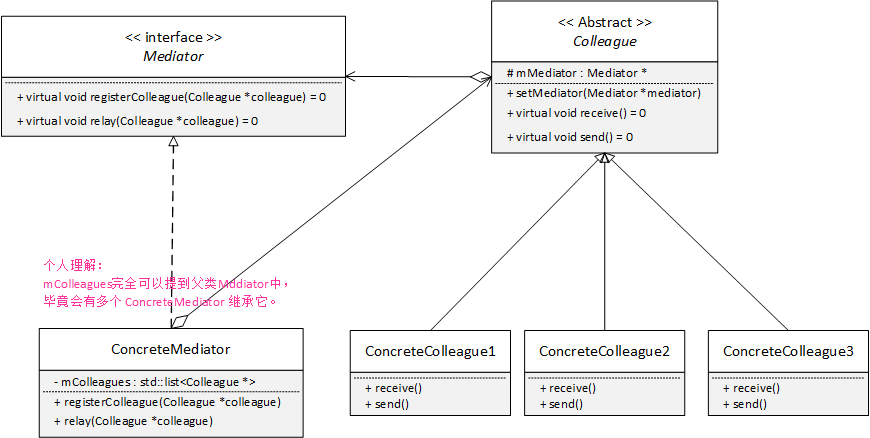 << interface >>
Mediator
+ virtual void registerColleague(Colleague *colleague) = 0
+ virtual void relay(Colleague *colleague) = 0
<< Abstract >>
Colleague
# mMediator : Mediator *
+ setMediator(Mediator *mediator)
+ virtual void receive() = 0
+ virtual void send() = 0
个人理解：
mColleagues完全可以提到父类Mddiator中，
毕竟会有多个 ConcreteMediator 继承它。
ConcreteMediator
- mColleagues : std::list<Colleague *>
+ registerColleague(Colleague *colleague)
+ relay(Colleague *colleague)
ConcreteColleague1
+ receive()
+ send()
ConcreteColleague2
+ receive()
+ send()
ConcreteColleague3
+ receive()
+ send()